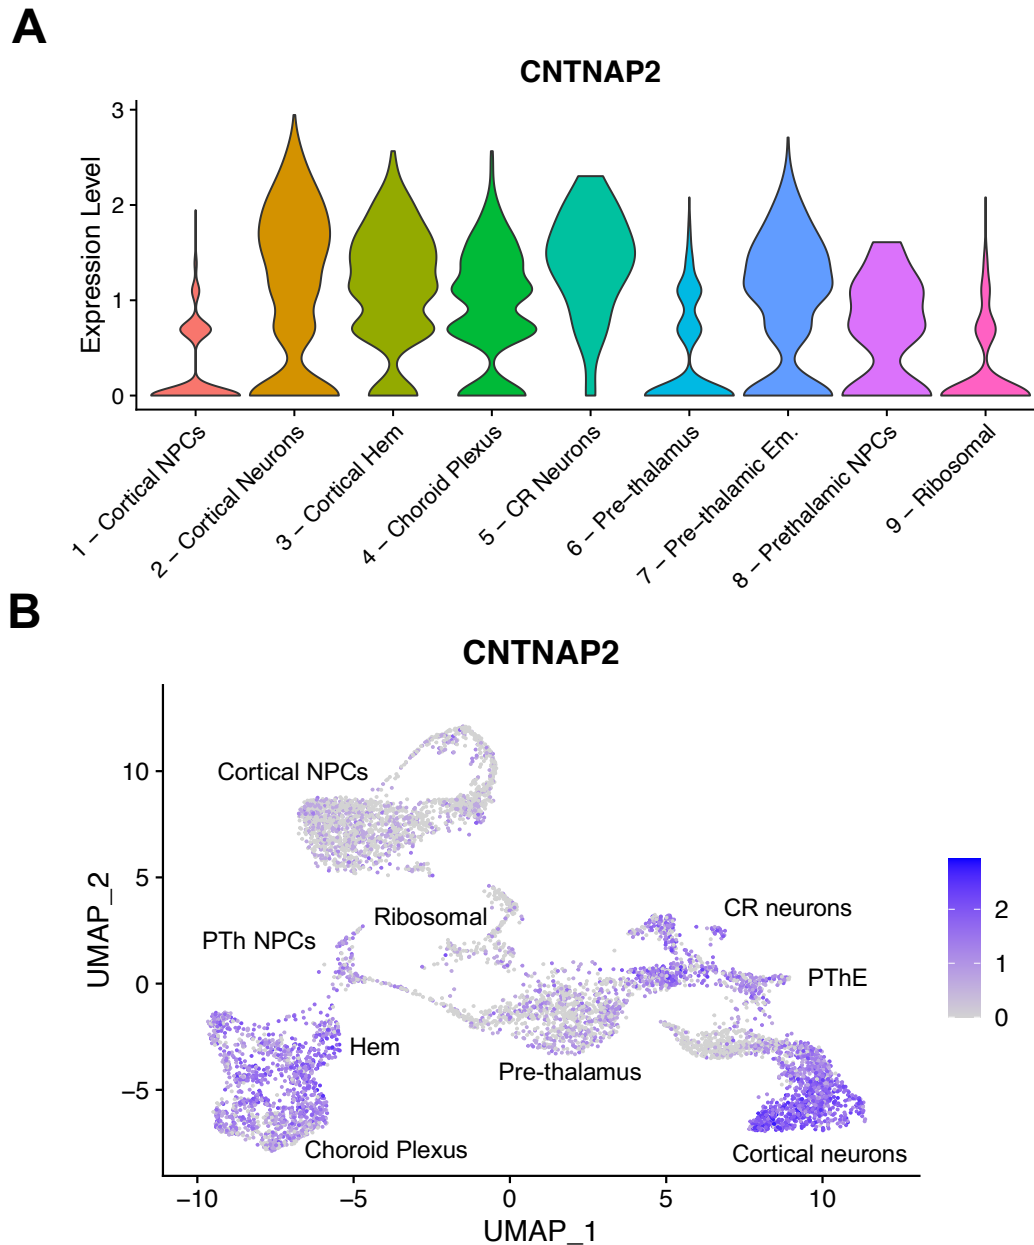 A
CNTNAP2
Expression Level
3
2
1
0
1 – Cortical NPCs
2 – Cortical Neurons
3 – Cortical Hem
4 – Choroid Plexus
5 – CR Neurons
6 – Pre−thalamus
7 – Pre−thalamic Em.
8 – Prethalamic NPCs
9 – Ribosomal
B
CNTNAP2
UMAP_2
10
5
0
−5
Cortical NPCs
Ribosomal
CR neurons
PTh NPCs
PThE
Hem
Pre-thalamus
Choroid Plexus
Cortical neurons
2
1
0
−10
−5
0
5
10
UMAP_1